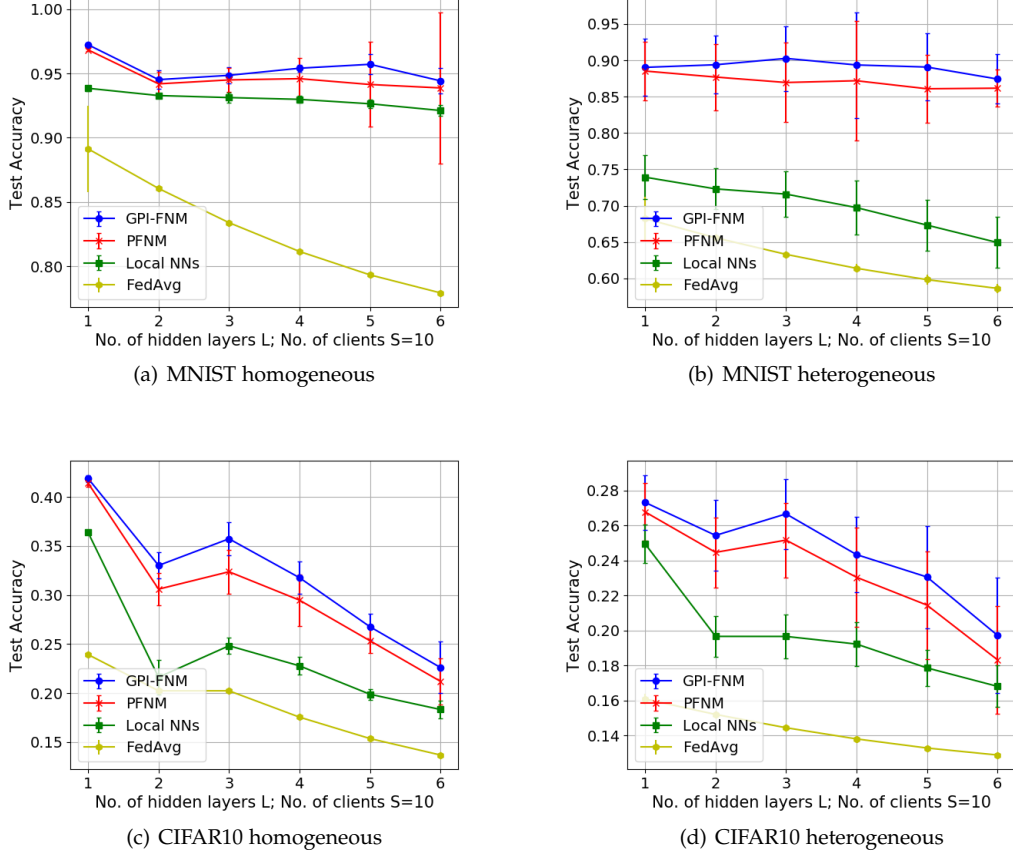 1.00
0.95
0.90
0.85
0.80
Test Accuracy
GPI-FNM
PFNM
Local NNs
FedAvg
1 2 3 4 5 6
No. of hidden layers L; No. of clients S=10
(a) MNIST homogeneous
0.95
0.90
0.85
0.80
0.75
0.70
0.65
0.60
Test Accuracy
GPI-FNM
PFNM
Local NNs
FedAvg
1 2 3 4 5 6
No. of hidden layers L; No. of clients S=10
(b) MNIST heterogeneous
0.40
0.35
0.30
0.25
0.20
0.15
Test Accuracy
GPI-FNM
PFNM
Local NNs
FedAvg
1 2 3 4 5 6
No. of hidden layers L; No. of clients S=10
(c) CIFAR10 homogeneous
0.28
0.26
0.24
0.22
0.20
0.18
0.16
0.14
Test Accuracy
GPI-FNM
PFNM
Local NNs
FedAvg
1 2 3 4 5 6
No. of hidden layers L; No. of clients S=10
(d) CIFAR10 heterogeneous